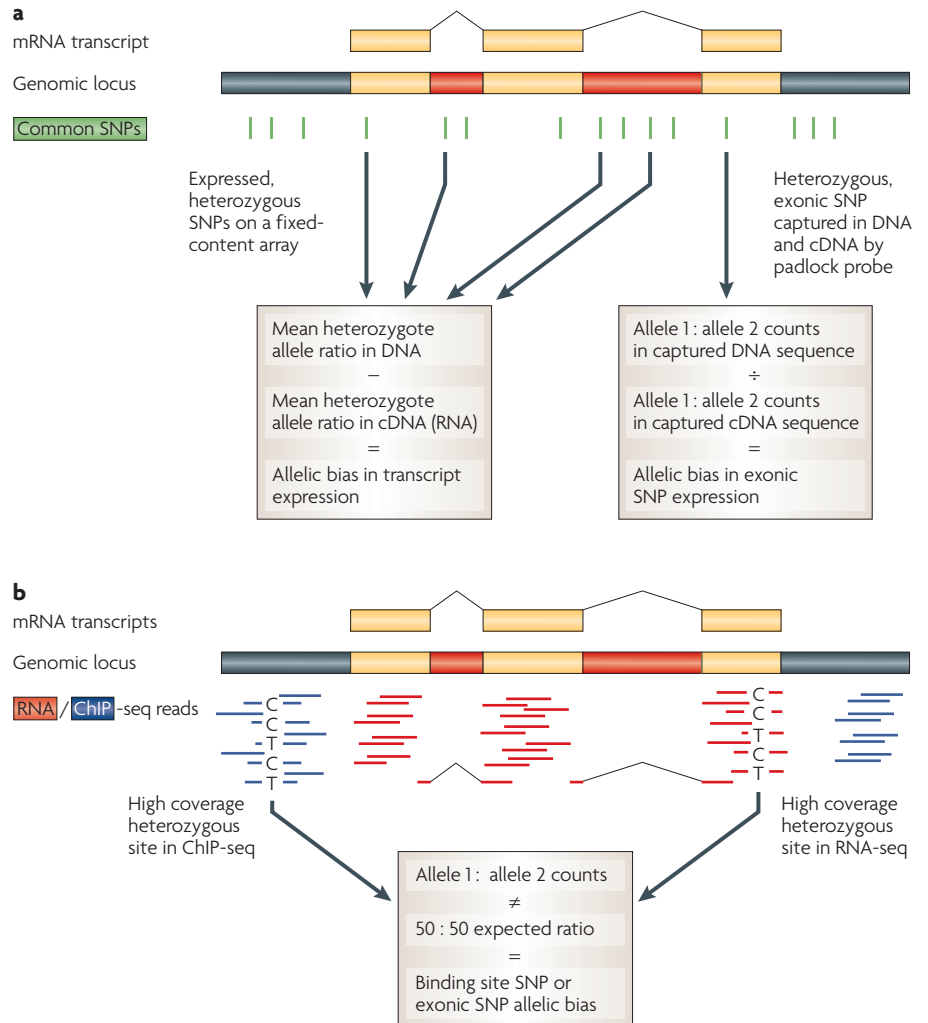 a
mRNA transcript
Genomic locus
Common SNPs
Expressed,
heterozygous
SNPs on a fixed-
content array
Heterozygous,
exonic SNP
captured in DNA
and cDNA by
padlock probe
Mean heterozygote
allele ratio in DNA
−
Mean heterozygote
allele ratio in cDNA (RNA)
=
Allelic bias in transcript
expression
Allele 1 : allele 2 counts
in captured DNA sequence
÷
Allele 1 : allele 2 counts
in captured cDNA sequence
=
Allelic bias in exonic
SNP expression
b
mRNA transcripts
Genomic locus
RNA / ChIP -seq reads
C
C
T
C
T
C
C
T
C
T
High coverage
heterozygous
site in ChIP-seq
High coverage
heterozygous
site in RNA-seq
Allele 1 : allele 2 counts
≠
50 : 50 expected ratio
=
Binding site SNP or
exonic SNP allelic bias